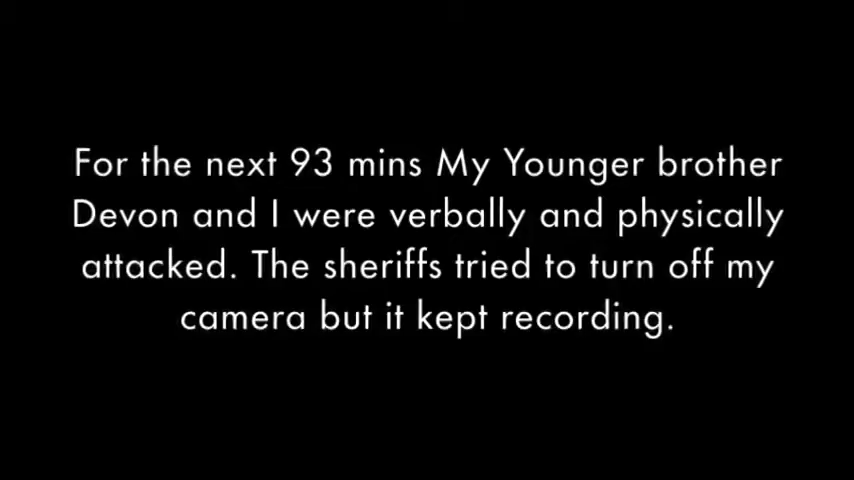 For the next 93 mins My Younger brother
Devon and I were verbally and physically
attacked. The sheriffs tried to turn off my
camera but it kept recording.